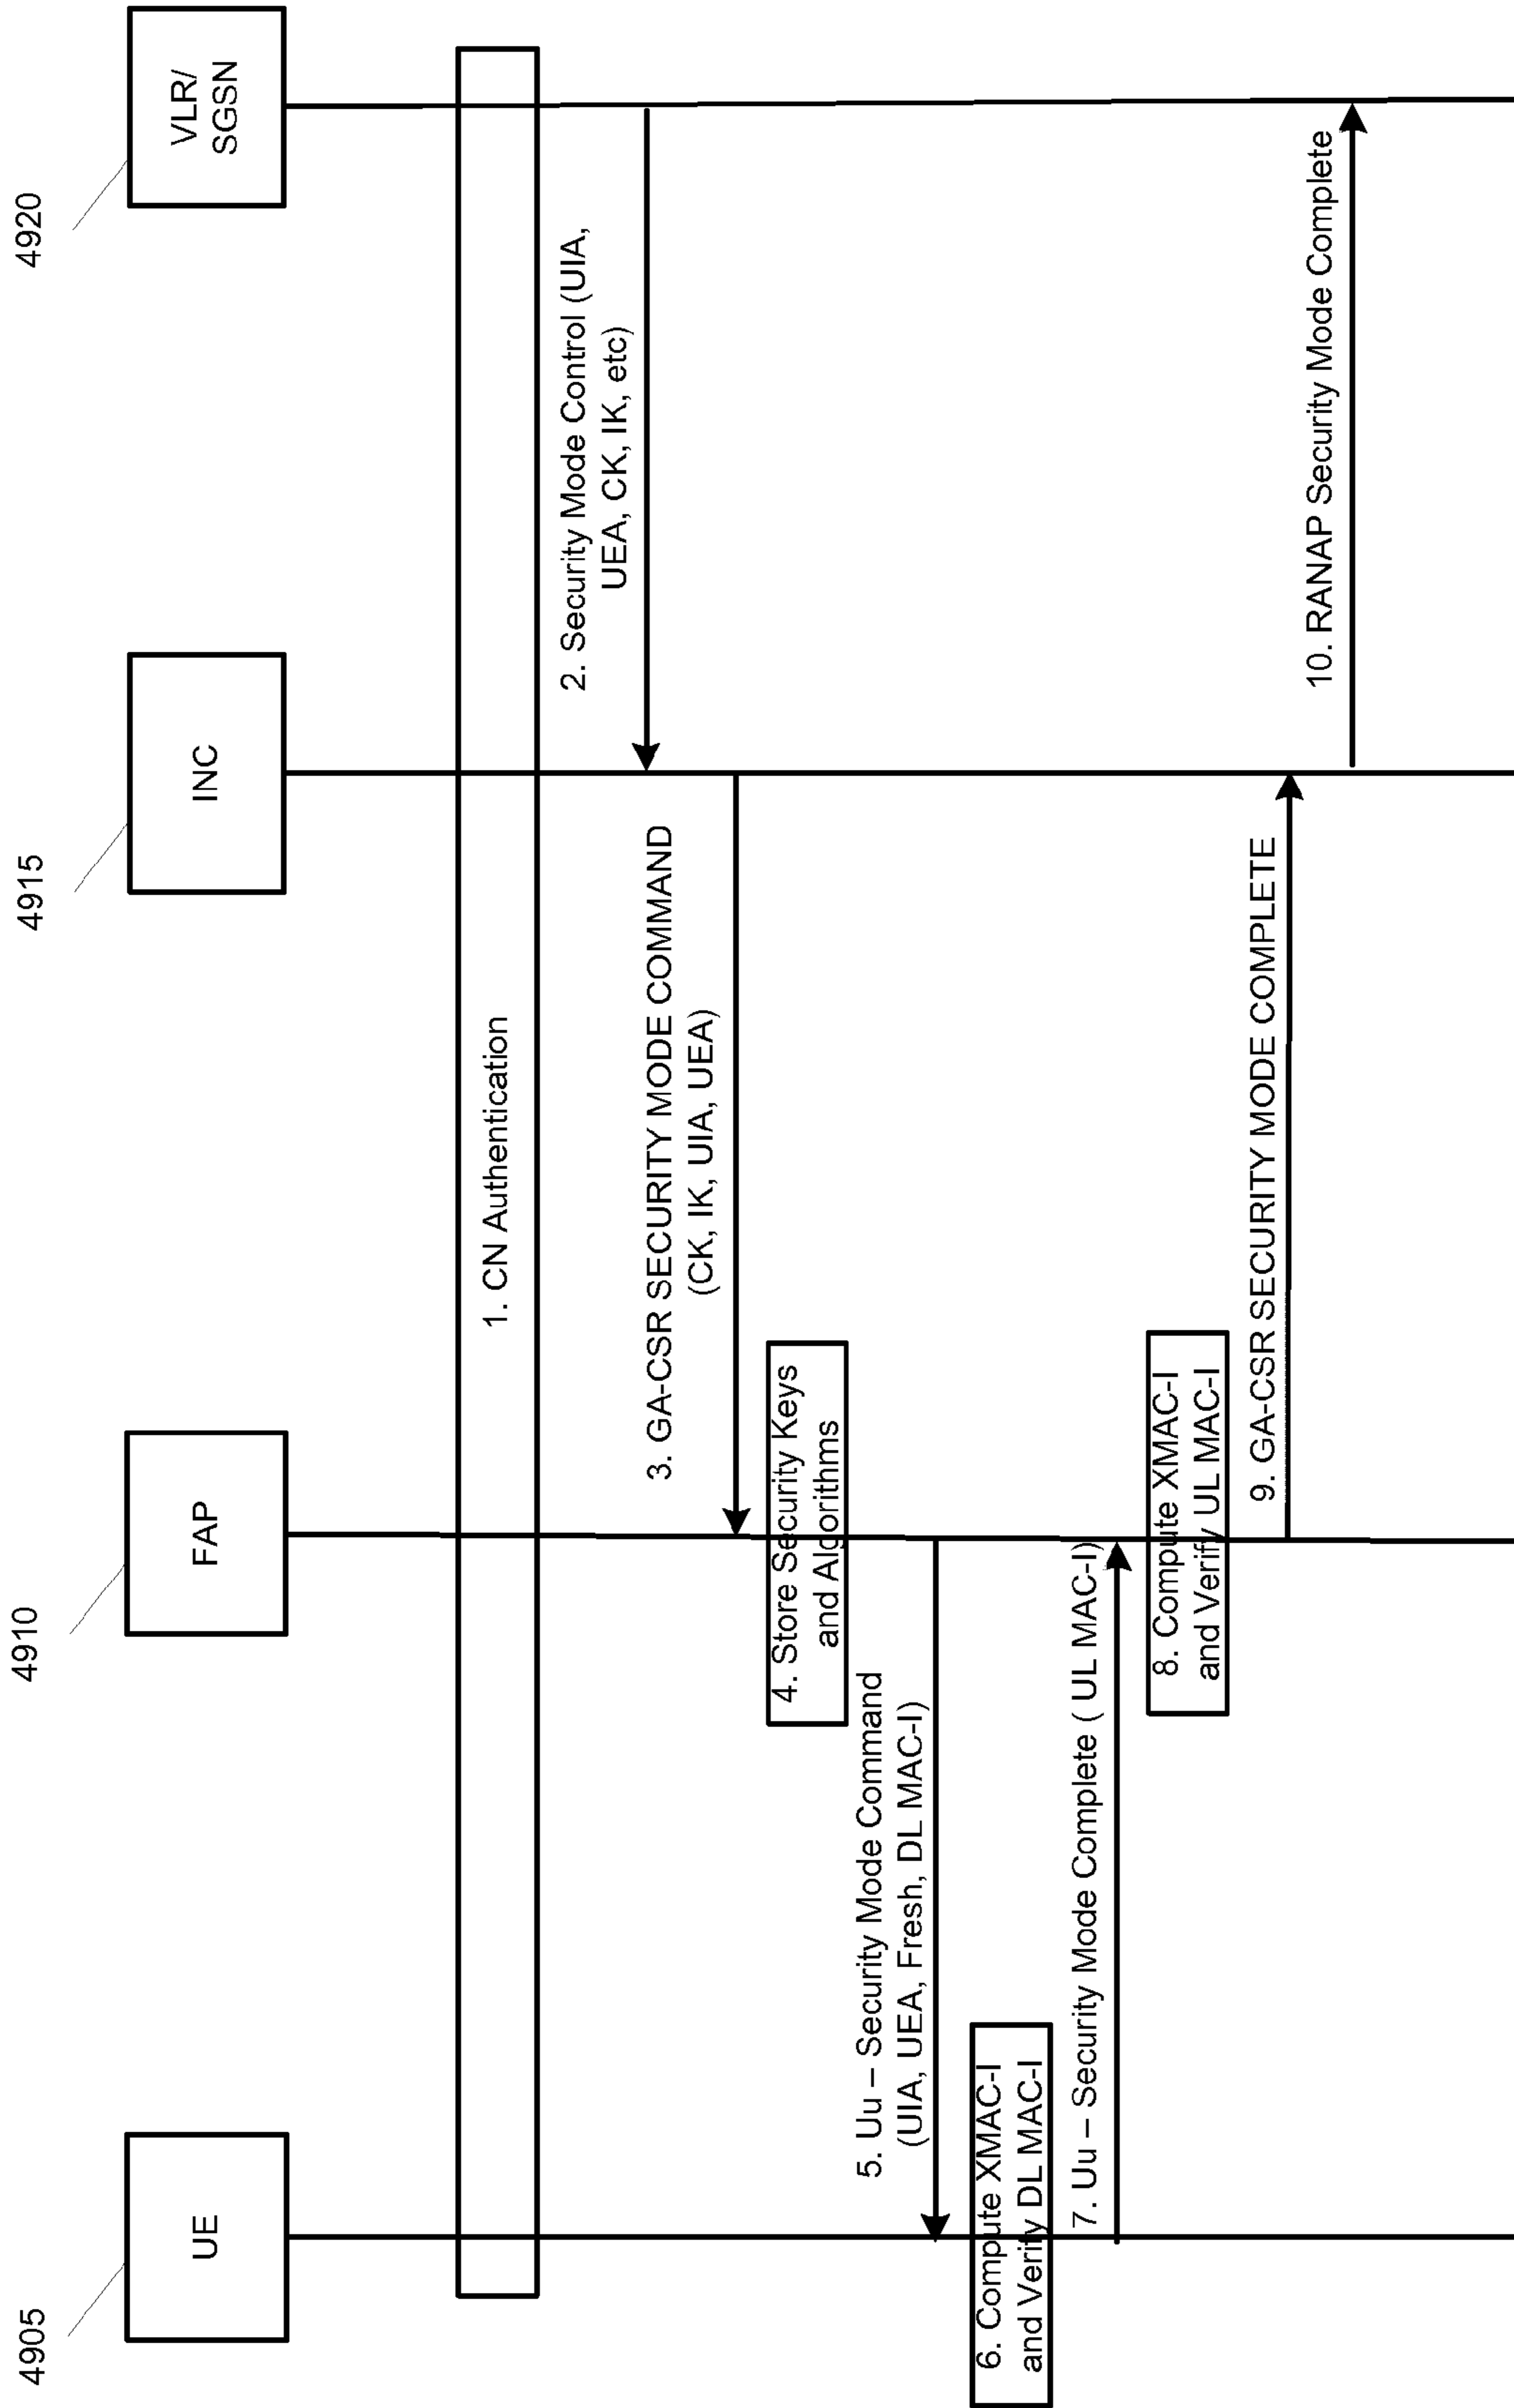 4905
4910
4915
4920
UE
FAP
INC
VLR/
SGSN
1. CN Authentication
2. Security Mode Control (UIA,
UEA, CK, IK, etc)
3. GA-CSR SECURITY MODE COMMAND
(CK, IK, UIA, UEA)
4. Store Security Keys
and Algorithms
5. Uu – Security Mode Command
(UIA, UEA, Fresh, DL MAC-I)
6. Compute XMAC-I
and Verify DL MAC-I
7. Uu – Security Mode Complete ( UL MAC-I)
8. Compute XMAC-I
and Verify UL MAC-I
9. GA-CSR SECURITY MODE COMPLETE
10. RANAP Security Mode Complete